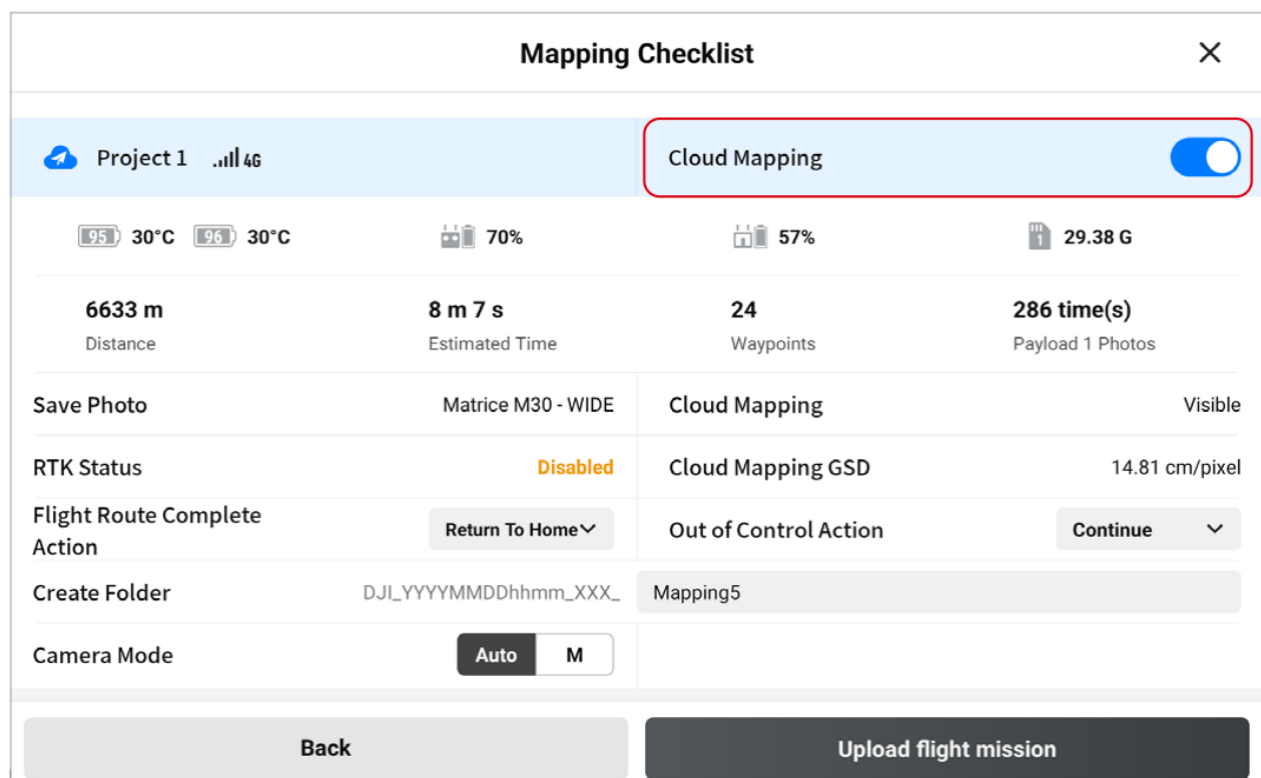 Mapping Checklist
Project 1 4G Cloud Mapping
95 30°C 96 30°C 70% 57% 1 29.38 G
6633 m 8 m 7 s 24 286 time(s)
Distance Estimated Time Waypoints Payload 1 Photos
Save Photo Matrice M30 - WIDE Cloud Mapping Visible
RTK Status Disabled Cloud Mapping GSD 14.81 cm/pixel
Flight Route Complete
Action Return To Home Out of Control Action Continue
Create Folder DJI_YYYYMMDDhhmm_XXX_ Mapping5
Camera Mode Auto M
Back Upload flight mission